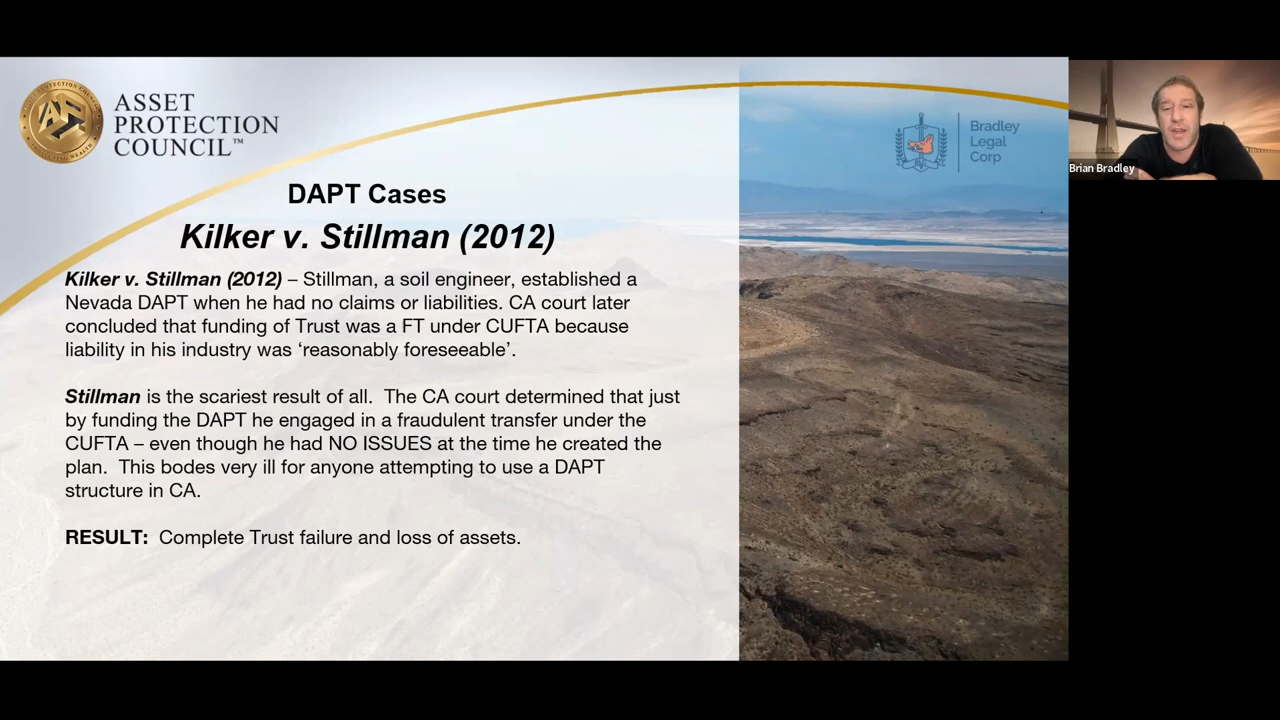 ASSET
PROTECTION
COUNCIL™
Bradley
Legal
Corp
Brian Bradley
DAPT Cases
Kilker v. Stillman (2012)
Kilker v. Stillman (2012) – Stillman, a soil engineer, established a
Nevada DAPT when he had no claims or liabilities. CA court later
concluded that funding of Trust was a FT under CUFTA because
liability in his industry was ‘reasonably foreseeable’.
Stillman is the scariest result of all.  The CA court determined that just
by funding the DAPT he engaged in a fraudulent transfer under the
CUFTA – even though he had NO ISSUES at the time he created the
plan.  This bodes very ill for anyone attempting to use a DAPT
structure in CA.
RESULT:  Complete Trust failure and loss of assets.